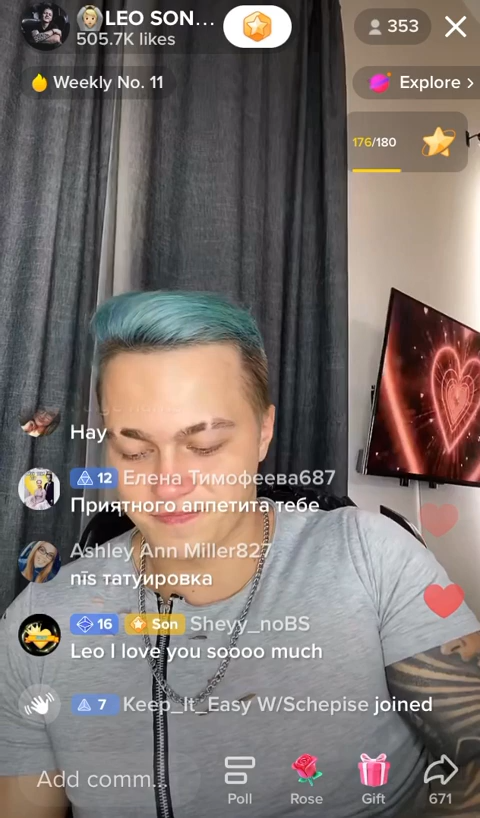 LEO SON...
505.7K likes
353
Weekly No. 11
Explore >
176/180
Hay
12 Елена Тимофеева687
Приятного аппетита тебе
Ashley Ann Miller827
nīs татуировка
16 Son Sheyy_noBS
Leo I love you soooo much
7 Keep_It_Easy W/Schepise joined
Add comm...
Poll
Rose
Gift
671